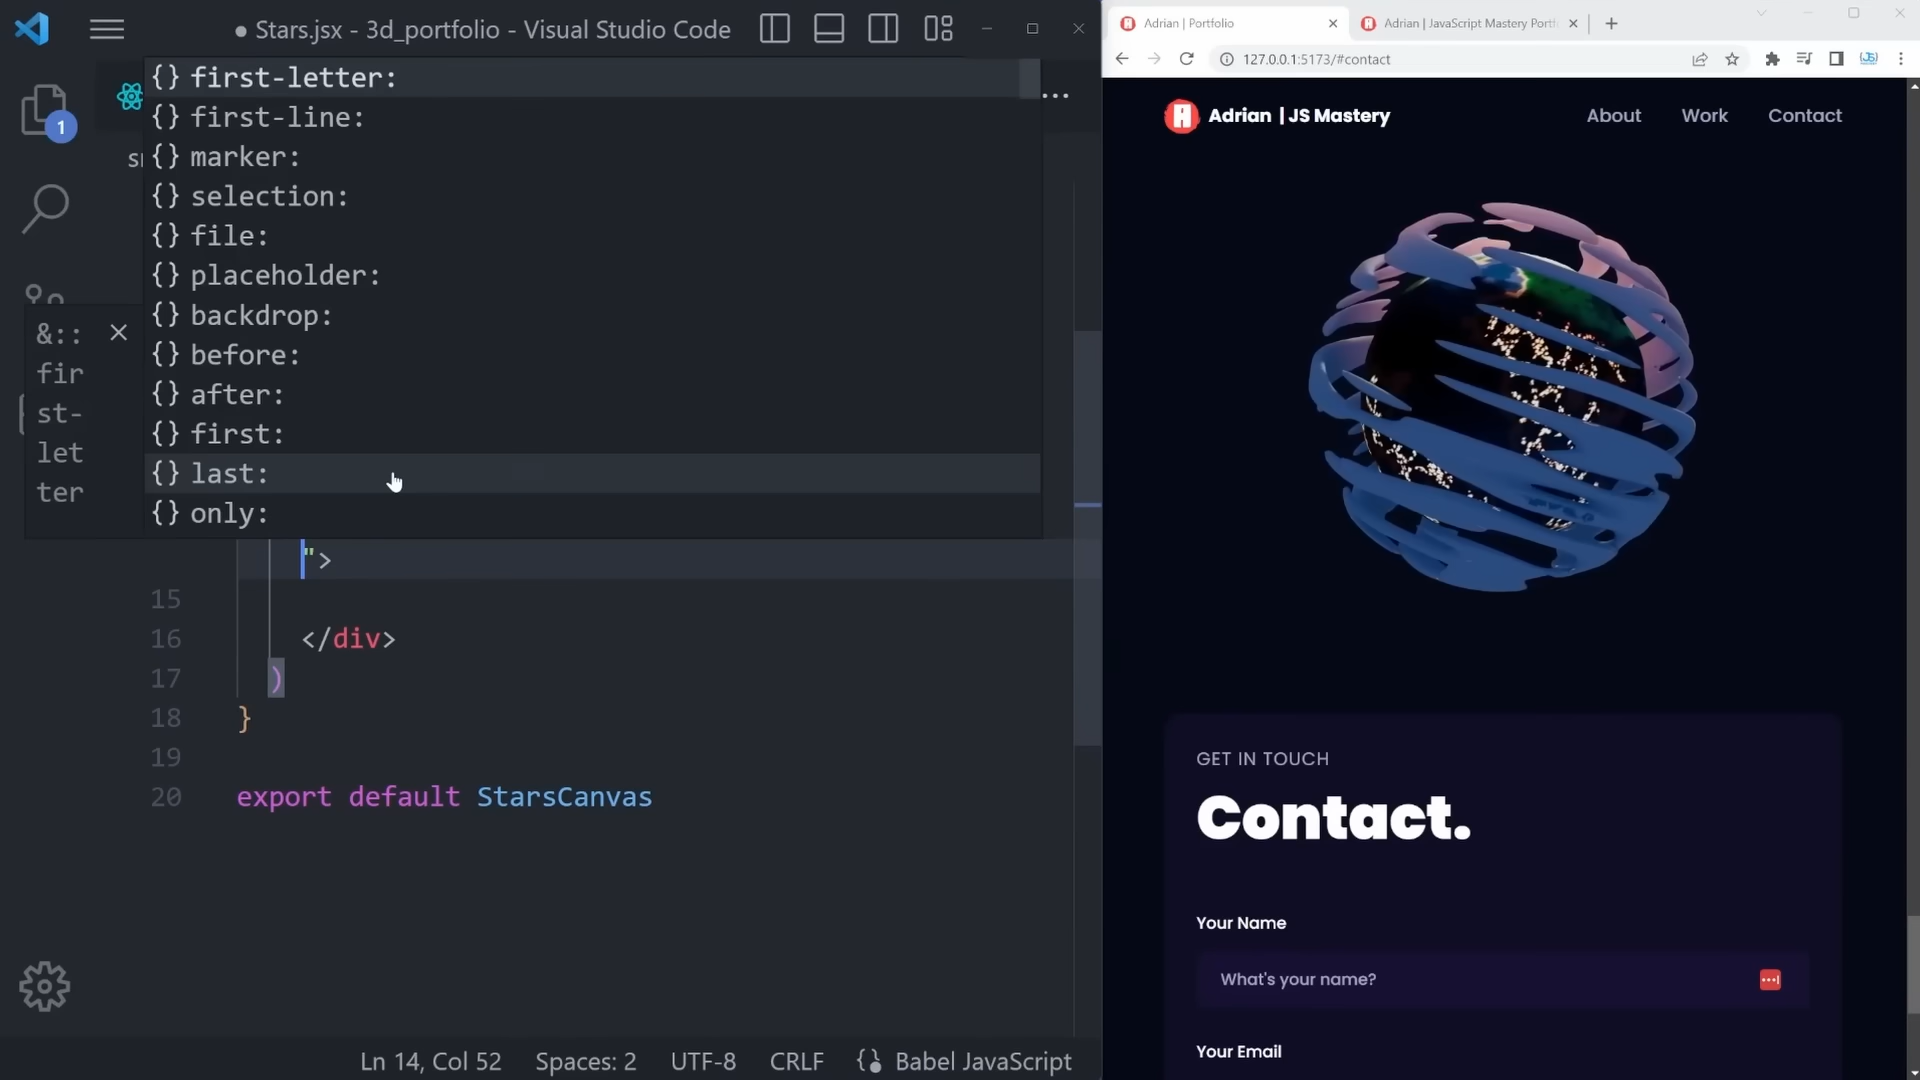 Stars.jsx - 3d_portfolio - Visual Studio Code
1
{} first-letter:
{} first-line:
{} marker:
{} selection:
{} file:
{} placeholder:
{} backdrop:
{} before:
{} after:
{} first:
{} last:
{} only:
&::
fir
st-
let
ter
">
15
16 </div>
17 )
18 }
19
20 export default StarsCanvas
Ln 14, Col 52 Spaces: 2 UTF-8 CRLF Babel JavaScript
Adrian | Portfolio
Adrian | JavaScript Mastery Portf
127.0.0.1:5173/#contact
Adrian | JS Mastery
About Work Contact
GET IN TOUCH
Contact.
Your Name
What's your name?
Your Email